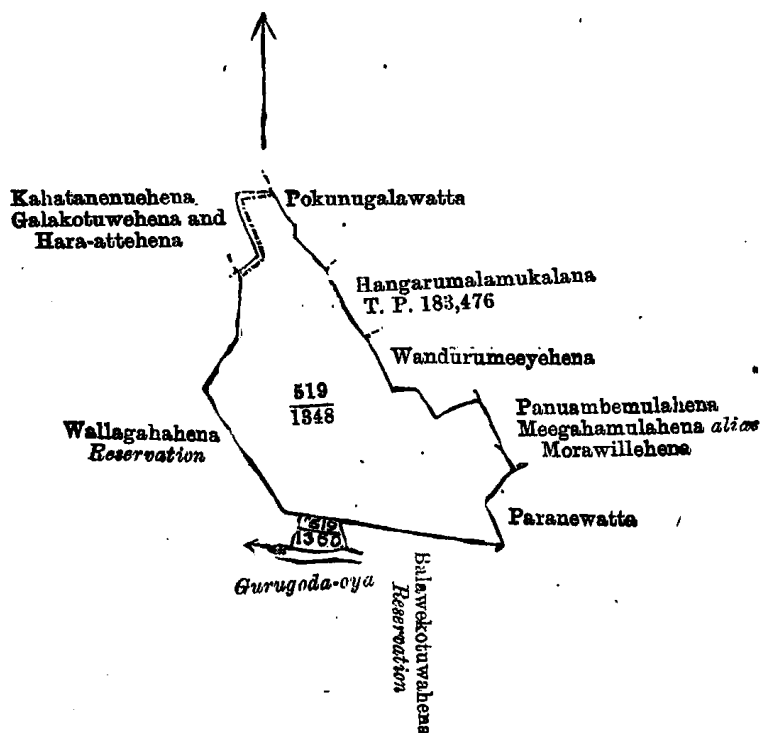 Kahatanenuehena
Galakotuwehena and
Hara-attehena
Pokunugalawatta
Hangarumalamukalana
T. P. 183,476
Wandurumeeyehena
519
1348
Panuambemulahena
Meegahamulahena alias
Morawillehena
Wallagahahena
Reservation
Paranewatta
519
1360
Gurugoda-oya
Balawekotuwahena
Reservation